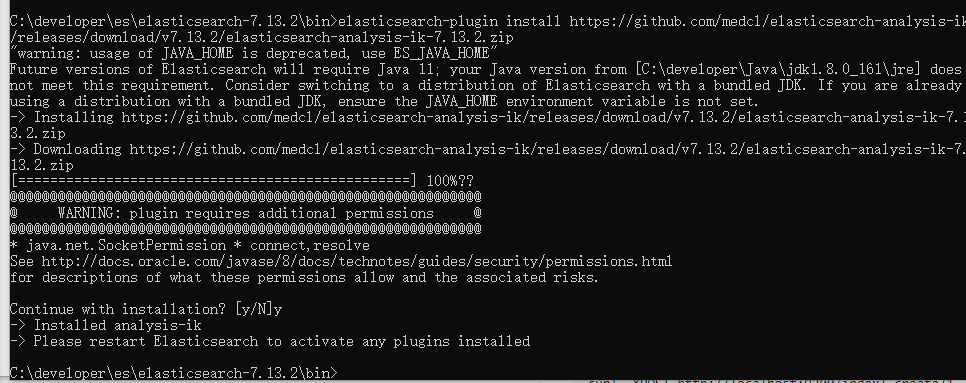 C:\developer\es\elasticsearch-7.13.2\bin>elasticsearch-plugin install https://github.com/medcl/elasticsearch-analysis-ik
/releases/download/v7.13.2/elasticsearch-analysis-ik-7.13.2.zip
"warning: usage of JAVA_HOME is deprecated, use ES_JAVA_HOME"
Future versions of Elasticsearch will require Java 11; your Java version from [C:\developer\Java\jdk1.8.0_161\jre] does
not meet this requirement. Consider switching to a distribution of Elasticsearch with a bundled JDK. If you are already
using a distribution with a bundled JDK, ensure the JAVA_HOME environment variable is not set.
-> Installing https://github.com/medcl/elasticsearch-analysis-ik/releases/download/v7.13.2/elasticsearch-analysis-ik-7.1
3.2.zip
-> Downloading https://github.com/medcl/elasticsearch-analysis-ik/releases/download/v7.13.2/elasticsearch-analysis-ik-7.
13.2.zip
[=================================================] 100%??
@@@@@@@@@@@@@@@@@@@@@@@@@@@@@@@@@@@@@@@@@@@@@@@@@@@@@@@@@@@
@     WARNING: plugin requires additional permissions     @
@@@@@@@@@@@@@@@@@@@@@@@@@@@@@@@@@@@@@@@@@@@@@@@@@@@@@@@@@@@
* java.net.SocketPermission * connect,resolve
See http://docs.oracle.com/javase/8/docs/technotes/guides/security/permissions.html
for descriptions of what these permissions allow and the associated risks.
Continue with installation? [y/N]y
-> Installed analysis-ik
-> Please restart Elasticsearch to activate any plugins installed
C:\developer\es\elasticsearch-7.13.2\bin>